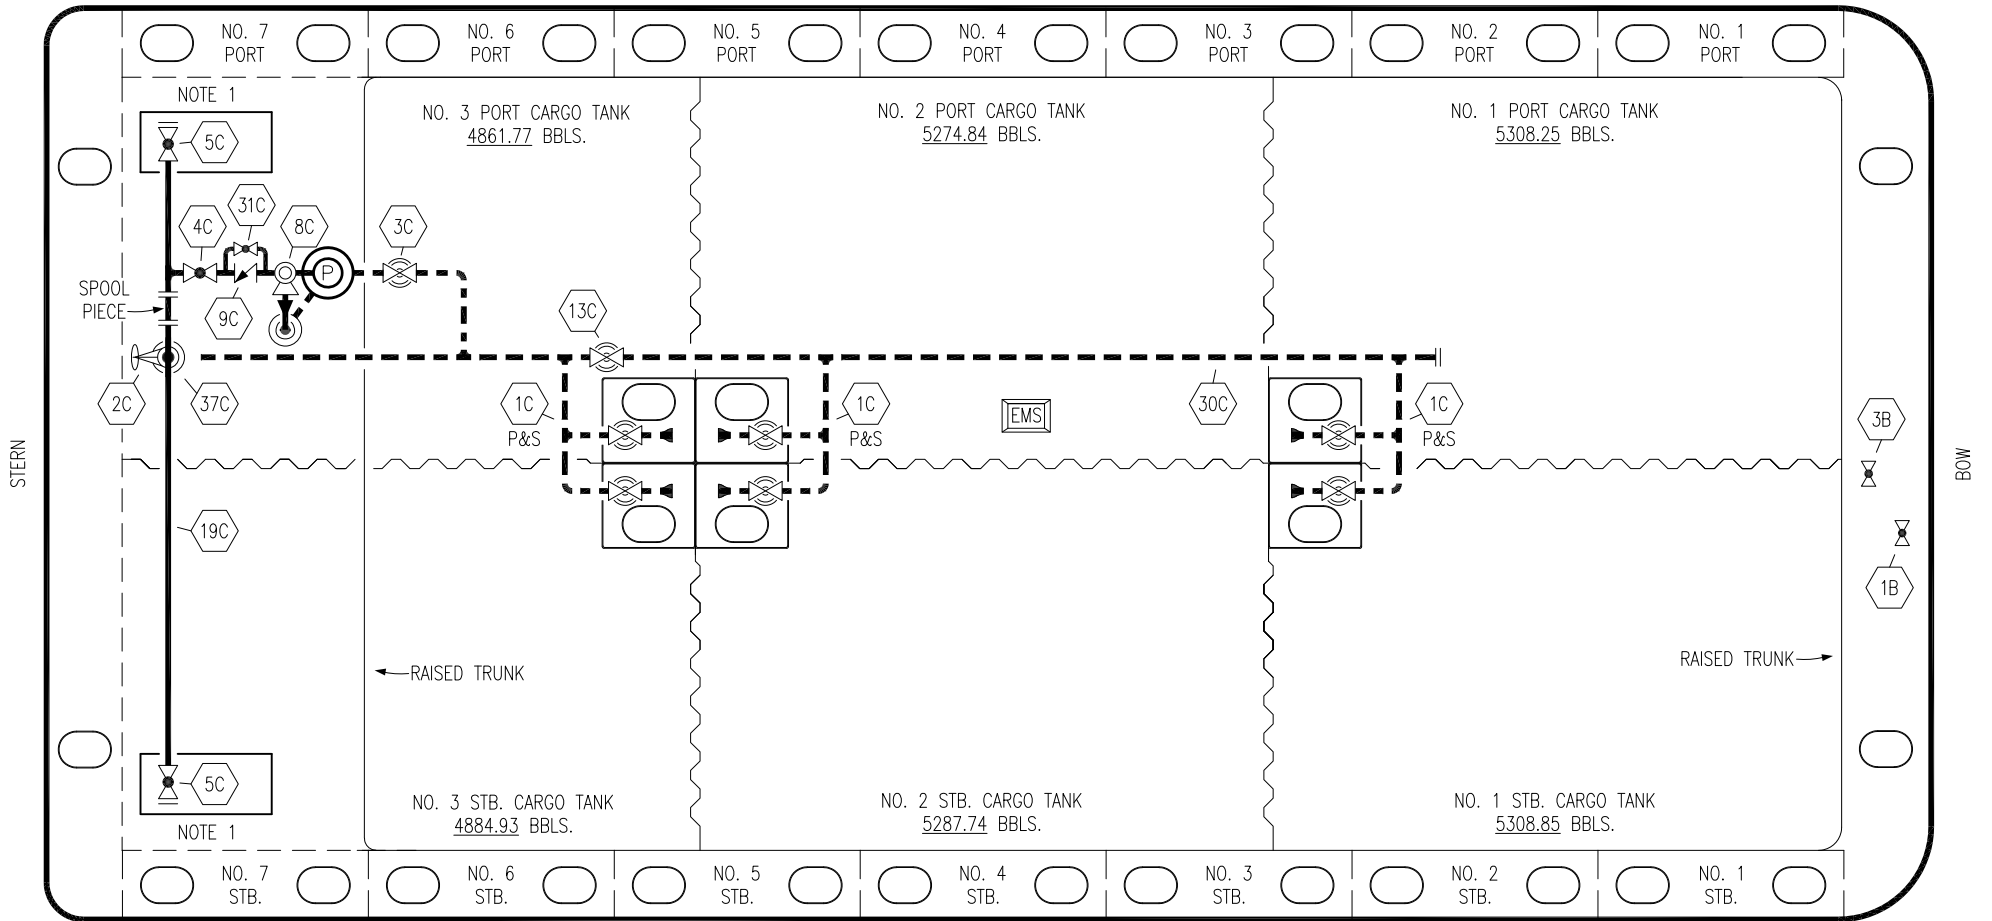 NO. 7
PORT
NO. 6
PORT
NO. 5
PORT
NO. 4
PORT
NO. 3
PORT
NO. 2
PORT
NO. 1
PORT
NOTE 1
5C
NO. 3 PORT CARGO TANK
4861.77 BBLS.
NO. 2 PORT CARGO TANK
5274.84 BBLS.
NO. 1 PORT CARGO TANK
5308.25 BBLS.
4C
31C
8C
3C
P
SPOOL
PIECE
9C
13C
2C
37C
1C
P&S
1C
P&S
EMS
30C
1C
P&S
3B
STERN
BOW
19C
1B
RAISED TRUNK
RAISED TRUNK
5C
NOTE 1
NO. 3 STB. CARGO TANK
4884.93 BBLS.
NO. 2 STB. CARGO TANK
5287.74 BBLS.
NO. 1 STB. CARGO TANK
5308.85 BBLS.
NO. 7
STB.
NO. 6
STB.
NO. 5
STB.
NO. 4
STB.
NO. 3
STB.
NO. 2
STB.
NO. 1
STB.